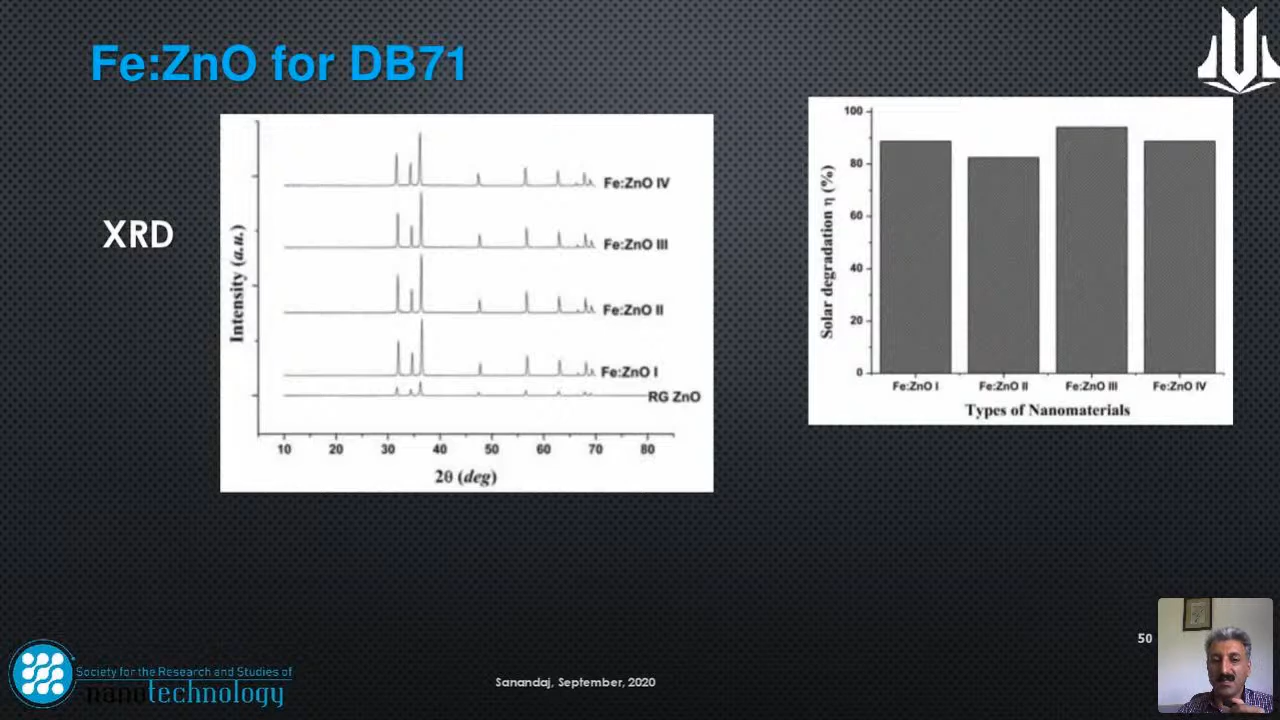 Fe:ZnO for DB71
XRD
Intensity (a.u.)
Fe:ZnO IV
Fe:ZnO III
Fe:ZnO II
Fe:ZnO I
RG ZnO
10 20 30 40 50 60 70 80
2θ (deg)
Solar degradation η (%)
100
80
60
40
20
0
Fe:ZnO I Fe:ZnO II Fe:ZnO III Fe:ZnO IV
Types of Nanomaterials
50
Society for the Research and Studies of
nanotechnology
Sanandaj, September, 2020